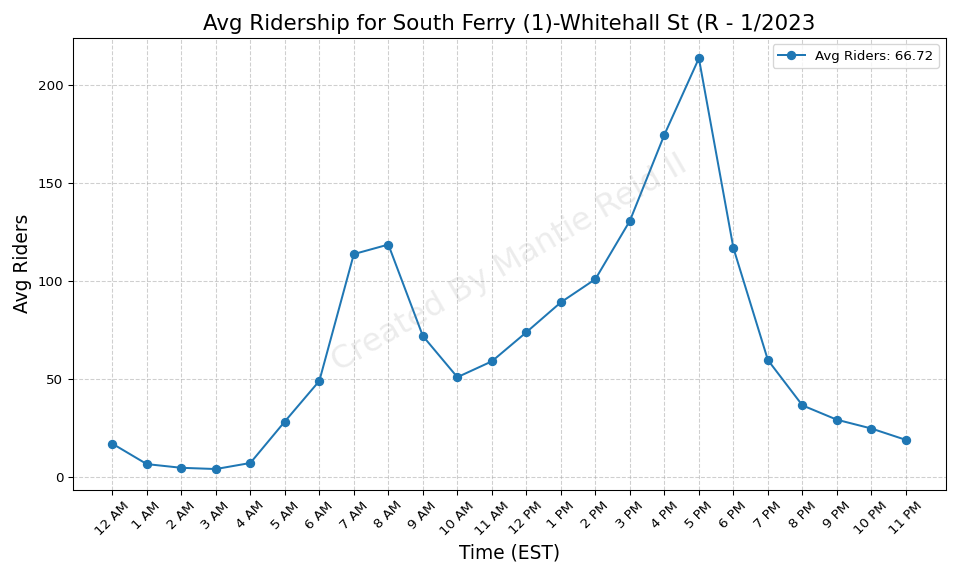 Avg Ridership for South Ferry (1)-Whitehall St (R - 1/2023
Avg Riders: 66.72
200
150
100
50
0
Avg Riders
Created By Mantle Reid II
12 AM
1 AM
2 AM
3 AM
4 AM
5 AM
6 AM
7 AM
8 AM
9 AM
10 AM
11 AM
12 PM
1 PM
2 PM
3 PM
4 PM
5 PM
6 PM
7 PM
8 PM
9 PM
10 PM
11 PM
Time (EST)